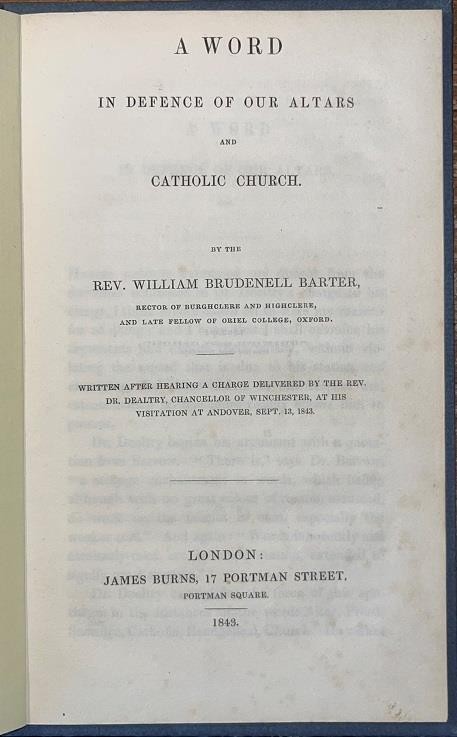 A WORD
IN DEFENCE OF OUR ALTARS
AND
CATHOLIC CHURCH.
BY THE
REV. WILLIAM BRUDENELL BARTER,
RECTOR OF BURGHCLERE AND HIGHCLERE,
AND LATE FELLOW OF ORIEL COLLEGE, OXFORD.
WRITTEN AFTER HEARING A CHARGE DELIVERED BY THE REV.
DR. DEALTRY, CHANCELLOR OF WINCHESTER, AT HIS
VISITATION AT ANDOVER, SEPT. 13, 1843.
LONDON:
JAMES BURNS, 17 PORTMAN STREET,
PORTMAN SQUARE.
1843.